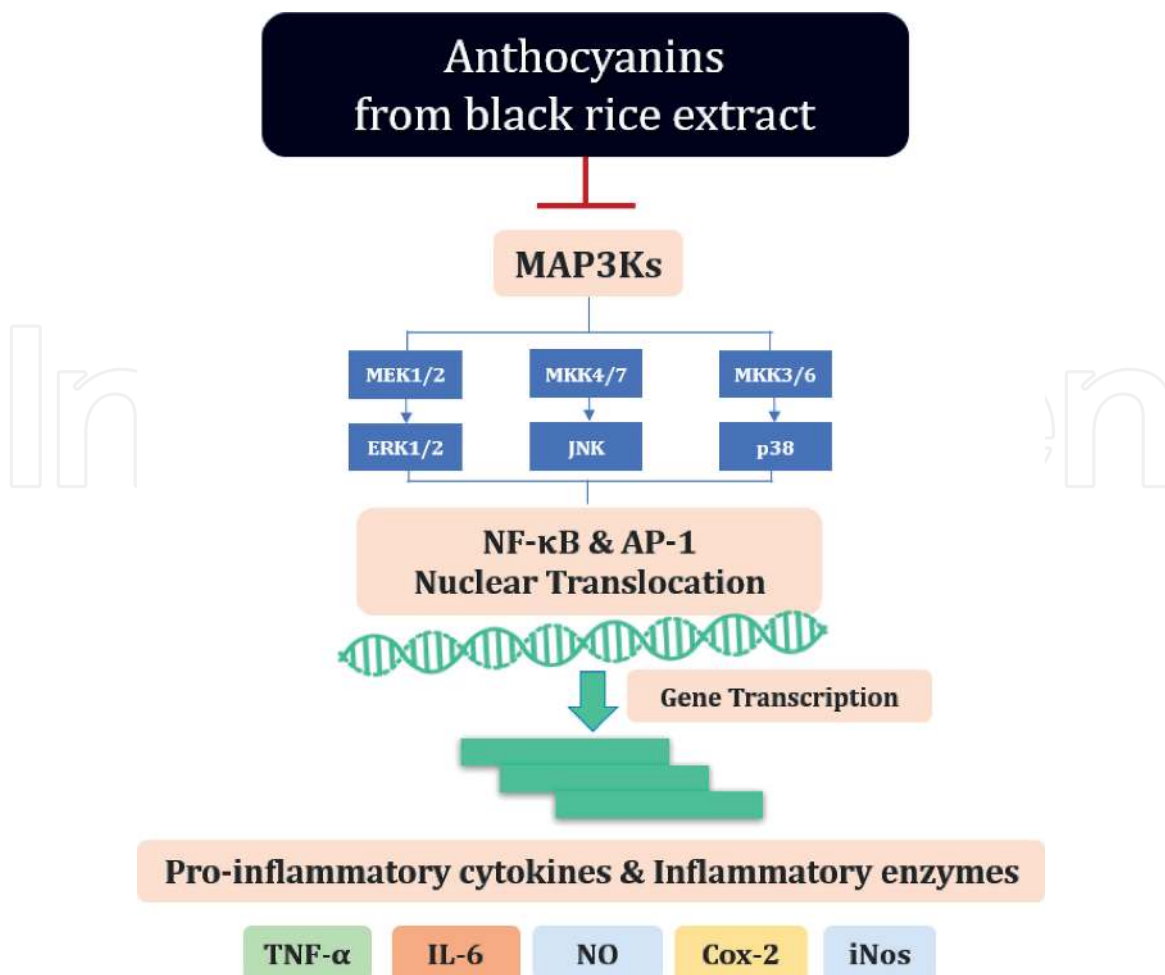 Anthocyanins
from black rice extract
MAP3Ks
MEK1/2 MKK4/7 MKK3/6
ERK1/2 JNK p38
NF-κB & AP-1
Nuclear Translocation
Gene Transcription
Pro-inflammatory cytokines & Inflammatory enzymes
TNF-α IL-6 NO Cox-2 iNos